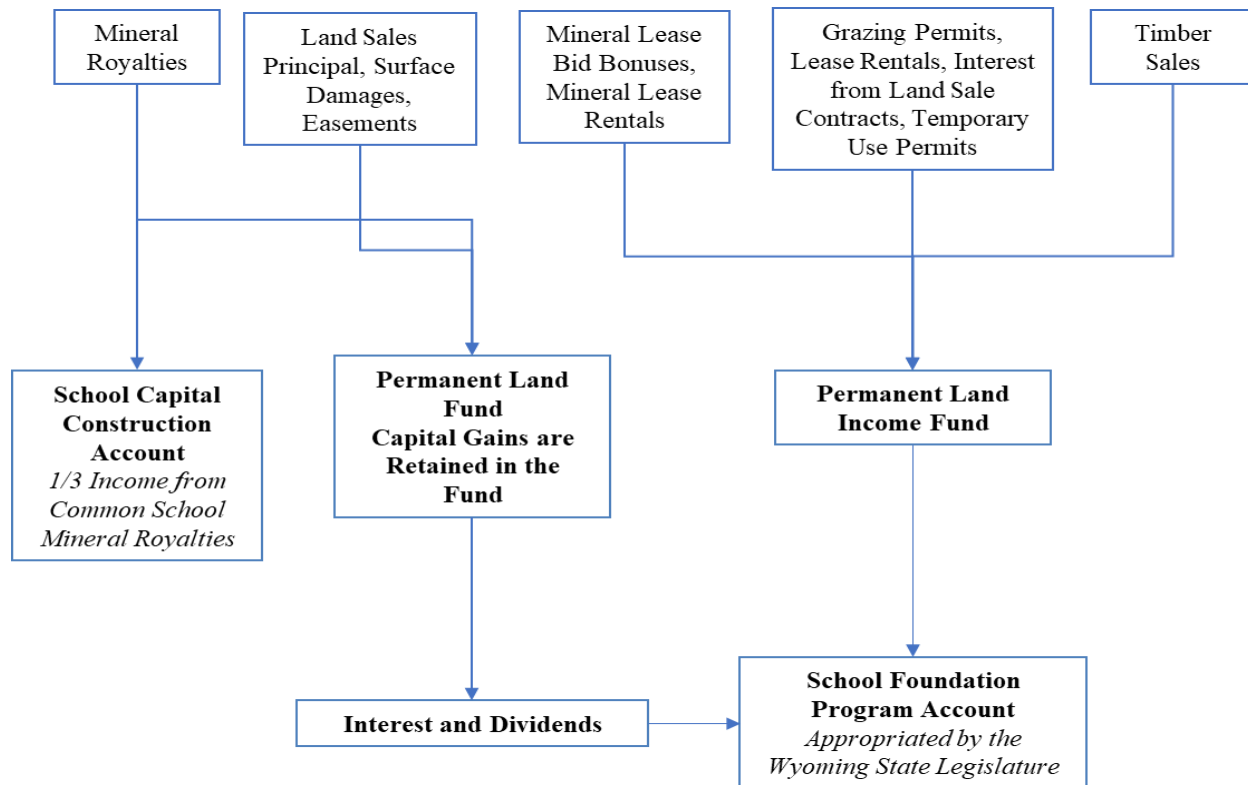 Mineral
Royalties
Land Sales
Principal, Surface
Damages,
Easements
Mineral Lease
Bid Bonuses,
Mineral Lease
Rentals
Grazing Permits,
Lease Rentals, Interest
from Land Sale
Contracts, Temporary
Use Permits
Timber
Sales
School Capital
Construction
Account
1/3 Income from
Common School
Mineral Royalties
Permanent Land
Fund
Capital Gains are
Retained in the
Fund
Permanent Land
Income Fund
Interest and Dividends
School Foundation
Program Account
Appropriated by the
Wyoming State Legislature